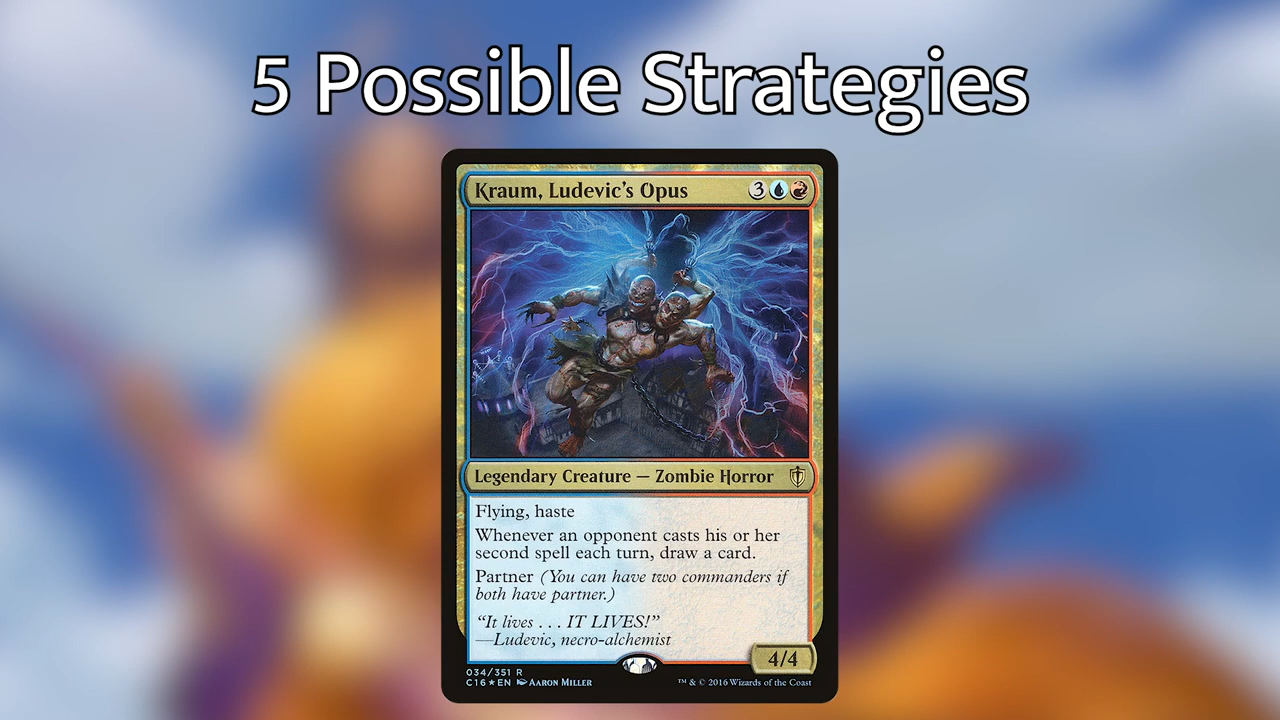 5 Possible Strategies
Kraum, Ludevic's Opus 3
Legendary Creature — Zombie Horror
Flying, haste
Whenever an opponent casts his or her
second spell each turn, draw a card.
Partner (You can have two commanders if
both have partner.)
“It lives . . . IT LIVES!”
—Ludevic, necro-alchemist
4/4
034/351 R
C16★EN Aaron Miller
™ & © 2016 Wizards of the Coast